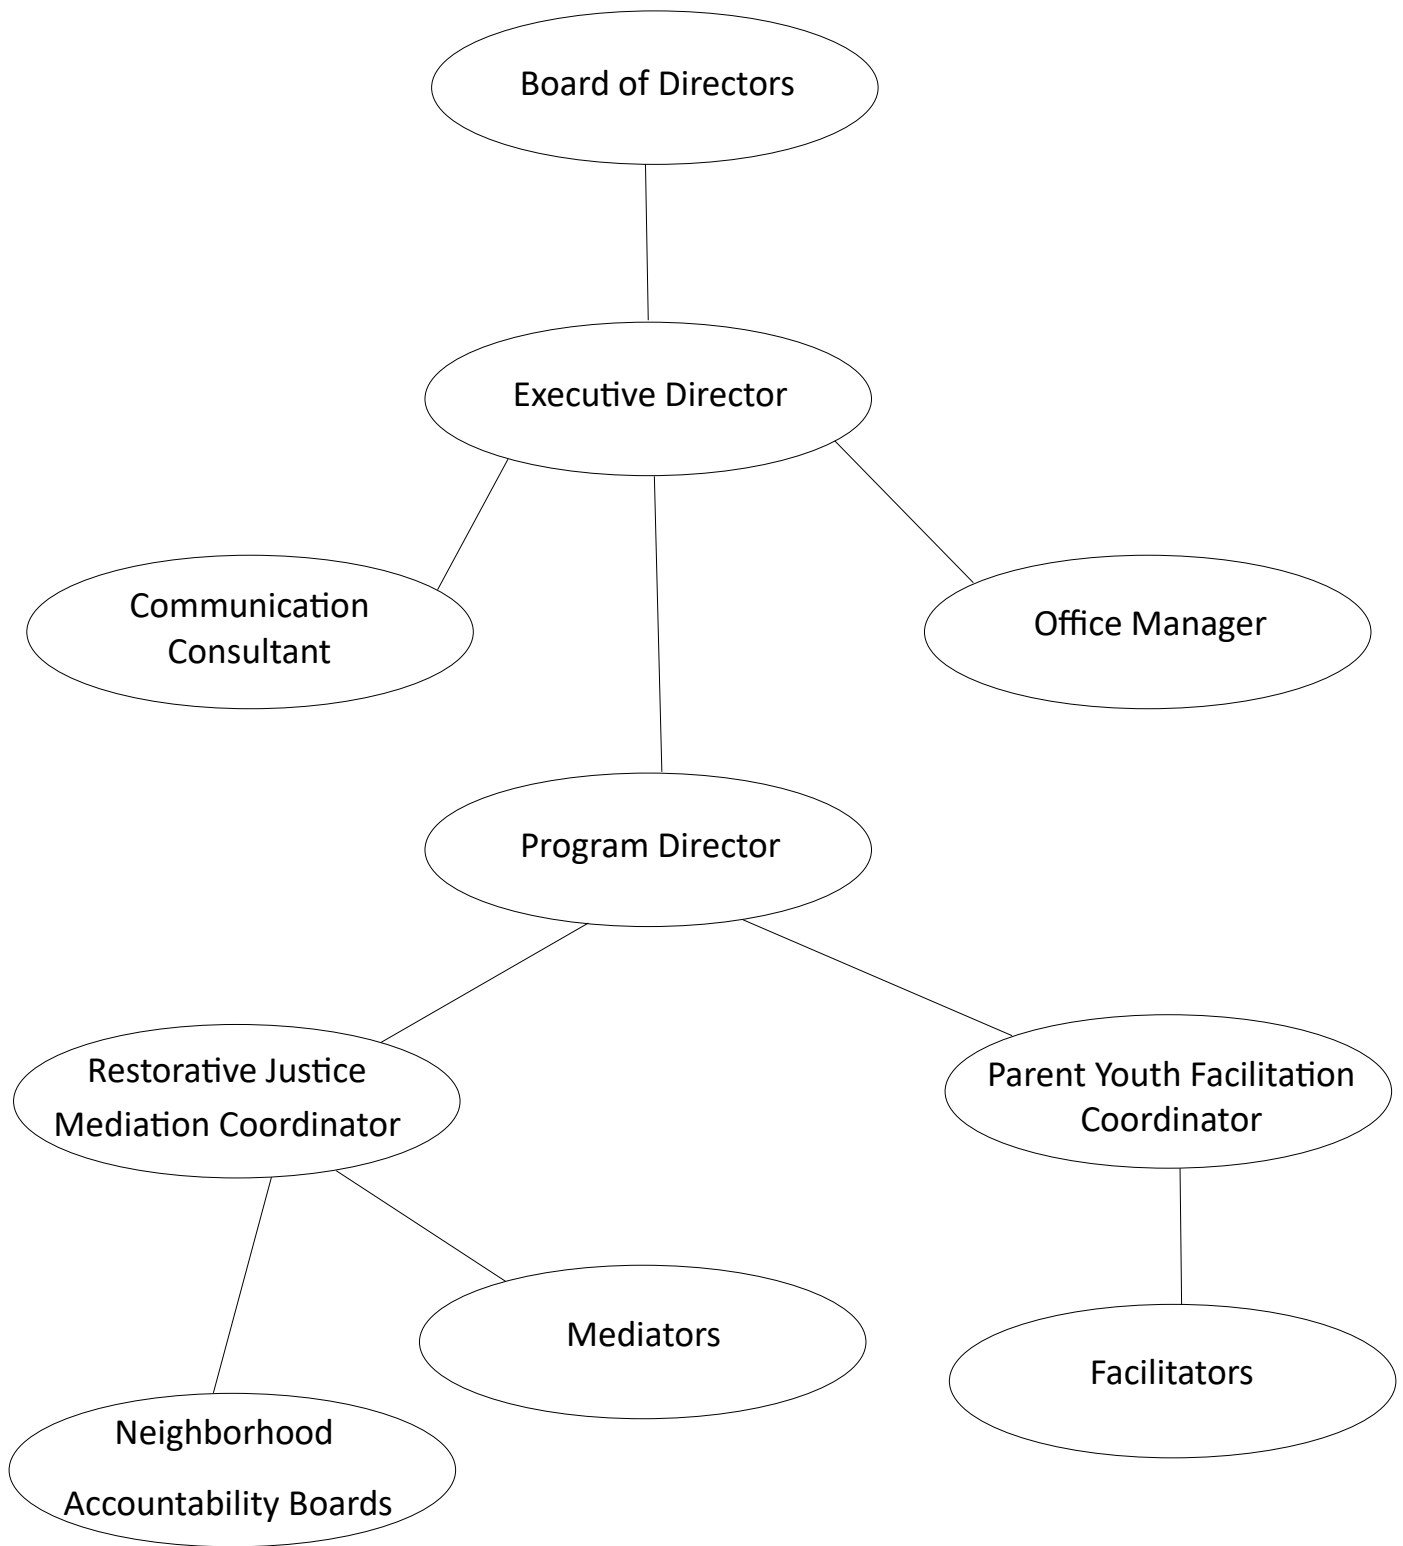 Board of Directors
Executive Director
Communication
Consultant
Office Manager
Program Director
Restorative Justice
Mediation Coordinator
Parent Youth Facilitation
Coordinator
Mediators
Facilitators
Neighborhood
Accountability Boards